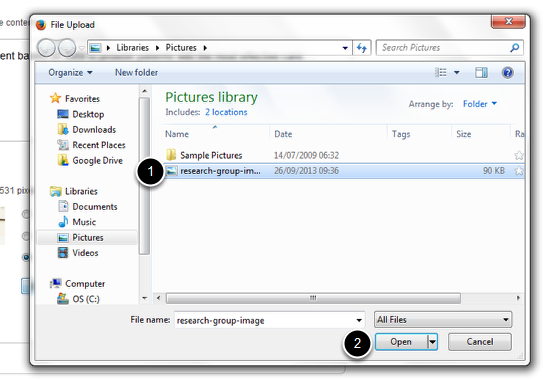 File Upload
Libraries Pictures Search Pictures
Organize New folder
Favorites
Desktop
Downloads
Recent Places
Google Drive
Libraries
Documents
Music
Pictures
Videos
Computer
OS (C:)
Pictures library
Includes: 2 locations
Arrange by: Folder
Name Date Tags Size Ra
Sample Pictures 14/07/2009 06:32
1 research-group-im... 26/09/2013 09:36 90 KB
File name: research-group-image All Files
2 Open Cancel
e conten
ent ba
531 pixe